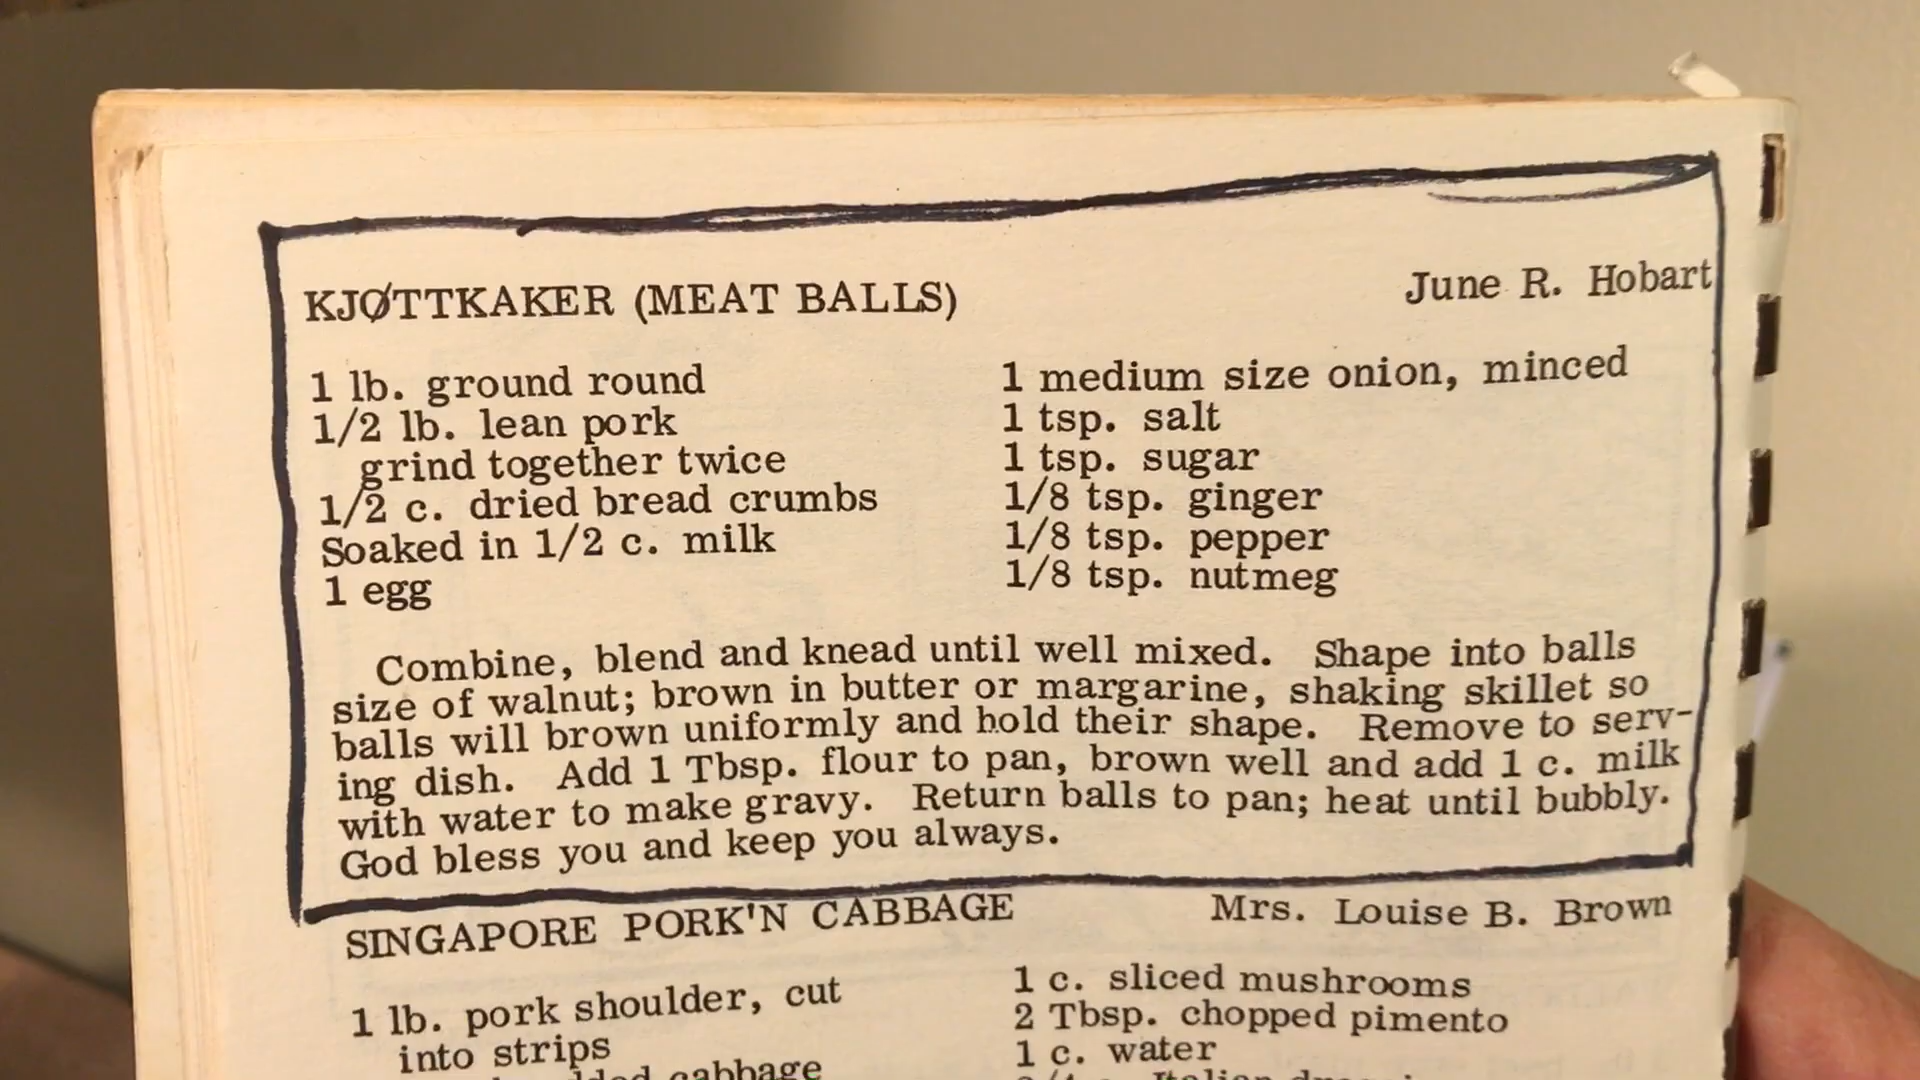 KJØTTKAKER (MEAT BALLS) June R. Hobart
1 lb. ground round
1/2 lb. lean pork
grind together twice
1/2 c. dried bread crumbs
Soaked in 1/2 c. milk
1 egg
1 medium size onion, minced
1 tsp. salt
1 tsp. sugar
1/8 tsp. ginger
1/8 tsp. pepper
1/8 tsp. nutmeg
Combine, blend and knead until well mixed. Shape into balls
size of walnut; brown in butter or margarine, shaking skillet so
balls will brown uniformly and hold their shape. Remove to serv-
ing dish. Add 1 Tbsp. flour to pan, brown well and add 1 c. milk
with water to make gravy. Return balls to pan; heat until bubbly.
God bless you and keep you always.
SINGAPORE PORK'N CABBAGE Mrs. Louise B. Brown
1 lb. pork shoulder, cut
into strips
cabbage
1 c. sliced mushrooms
2 Tbsp. chopped pimento
1 c. water
Italian